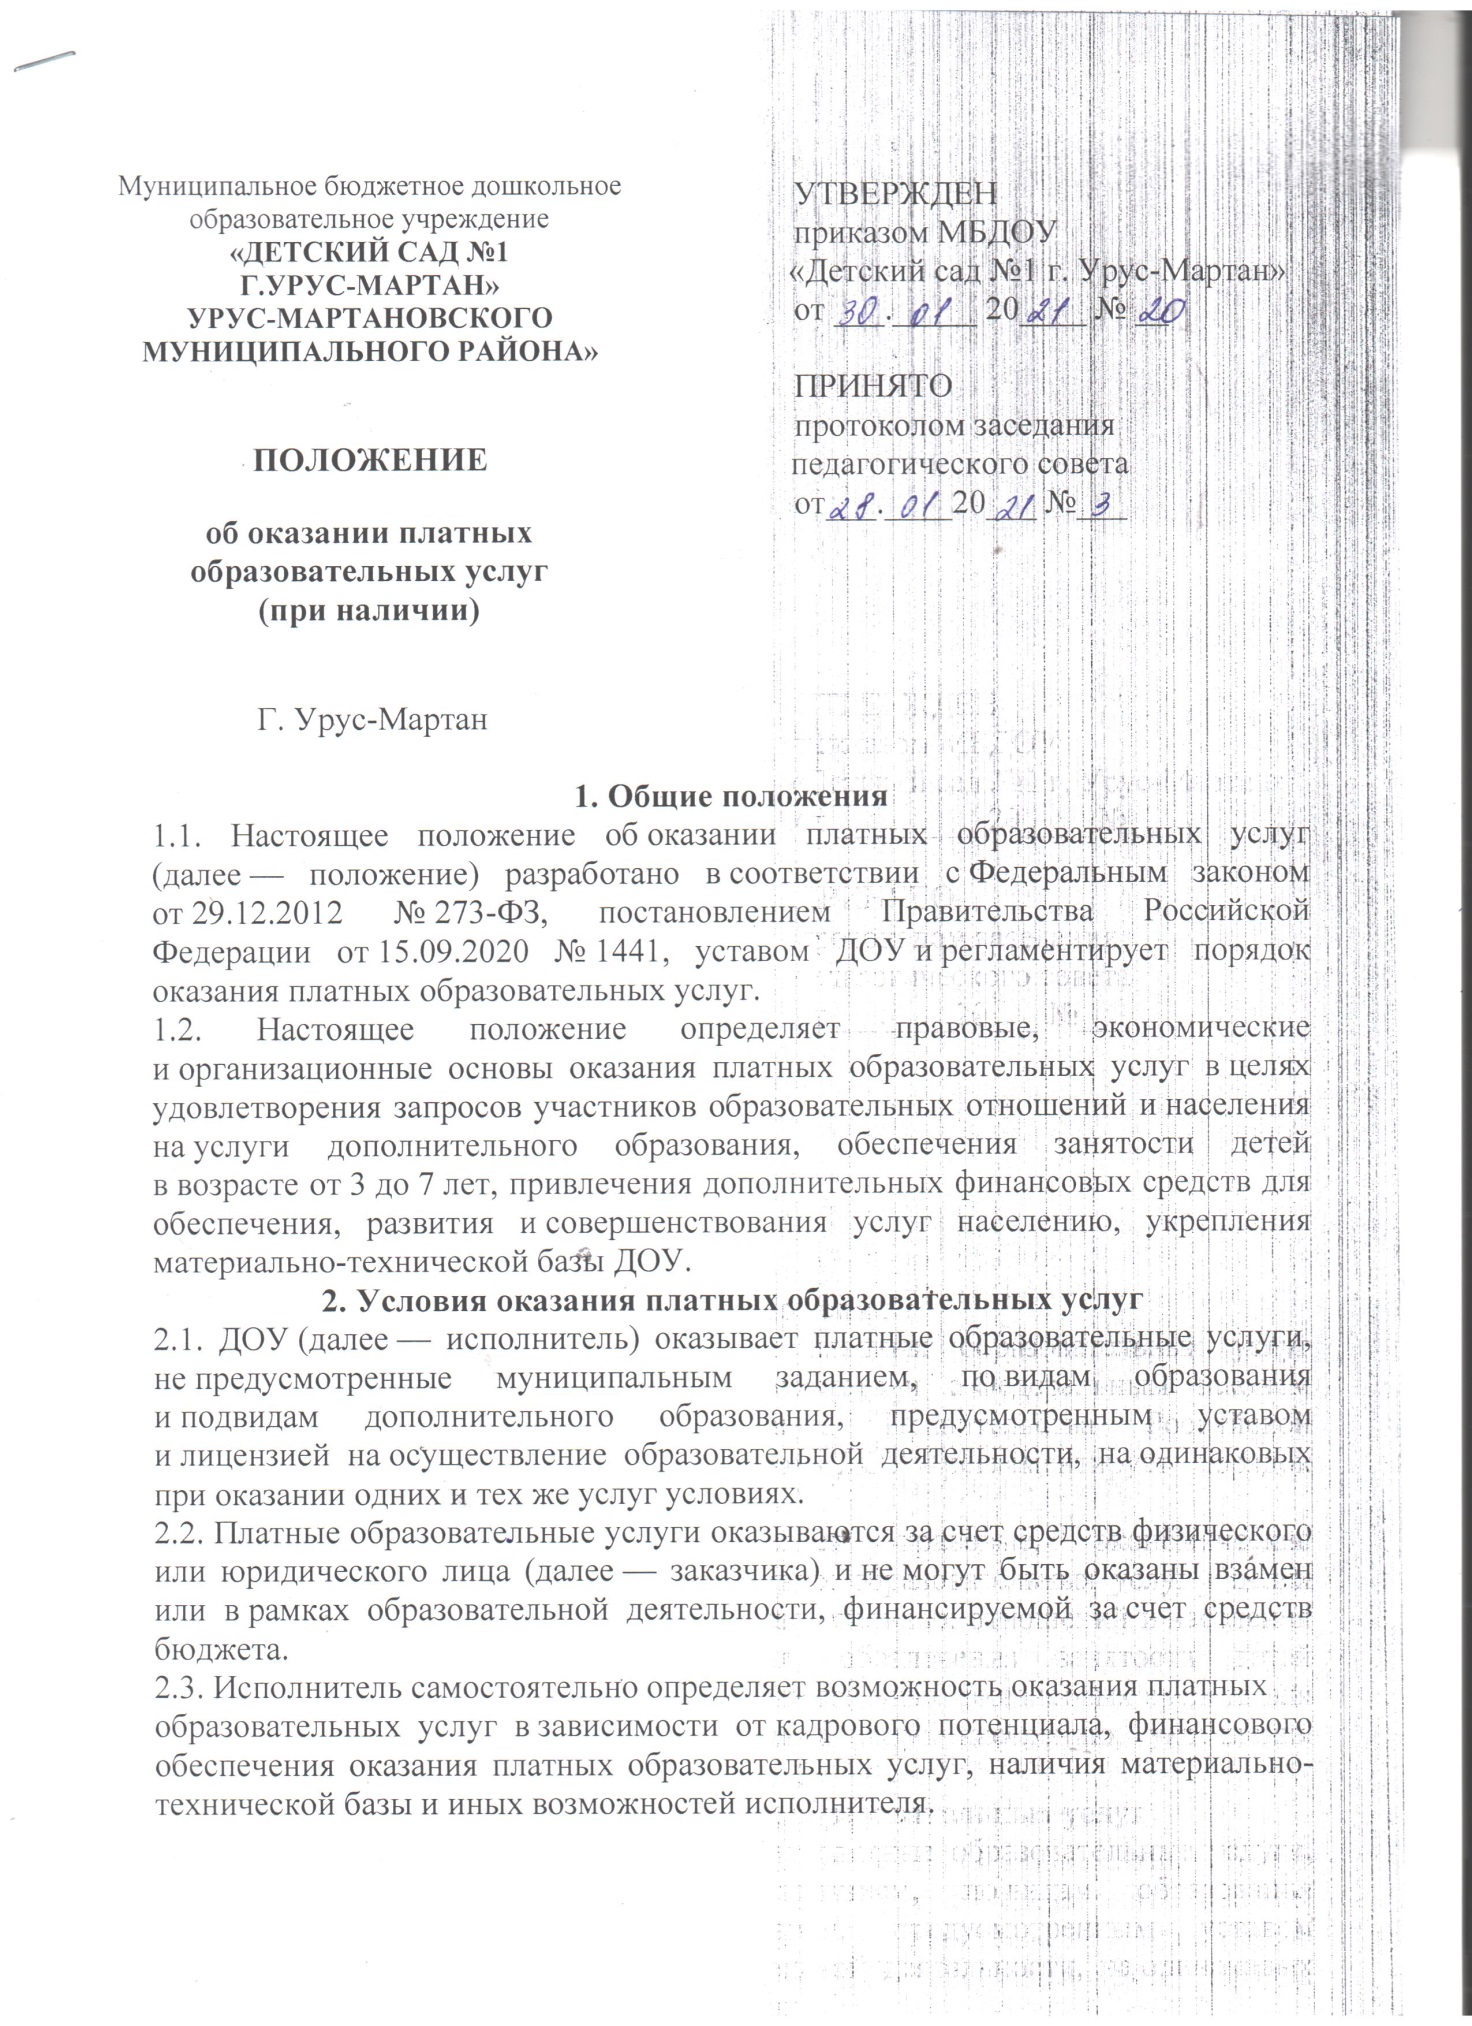 Муниципальное бюджетное дошкольное
образовательное учреждение
«ДЕТСКИЙ САД №1
Г.УРУС-МАРТАН»
УРУС-МАРТАНОВСКОГО
МУНИЦИПАЛЬНОГО РАЙОНА»
ПОЛОЖЕНИЕ
об оказании платных
образовательных услуг
(при наличии)
Г. Урус-Мартан
УТВЕРЖДЕН
приказом МБДОУ
«Детский сад №1 г. Урус-Мартан»
от 30.01 2021 № 20
ПРИНЯТО
протоколом заседания
педагогического совета
от 28.01 2021 № 3
1. Общие положения
1.1. Настоящее положение об оказании платных образовательных услуг
(далее — положение) разработано в соответствии с Федеральным законом
от 29.12.2012 № 273-ФЗ, постановлением Правительства Российской
Федерации от 15.09.2020 № 1441, уставом ДОУ и регламентирует порядок
оказания платных образовательных услуг.
1.2. Настоящее положение определяет правовые, экономические
и организационные основы оказания платных образовательных услуг в целях
удовлетворения запросов участников образовательных отношений и населения
на услуги дополнительного образования, обеспечения занятости детей
в возрасте от 3 до 7 лет, привлечения дополнительных финансовых средств для
обеспечения, развития и совершенствования услуг населению, укрепления
материально-технической базы ДОУ.
2. Условия оказания платных образовательных услуг
2.1. ДОУ (далее — исполнитель) оказывает платные образовательные услуги,
не предусмотренные муниципальным заданием, по видам образования
и подвидам дополнительного образования, предусмотренным уставом
и лицензией на осуществление образовательной деятельности, на одинаковых
при оказании одних и тех же услуг условиях.
2.2. Платные образовательные услуги оказываются за счет средств физического
или юридического лица (далее — заказчика) и не могут быть оказаны взамен
или в рамках образовательной деятельности, финансируемой за счет средств
бюджета.
2.3. Исполнитель самостоятельно определяет возможность оказания платных
образовательных услуг в зависимости от кадрового потенциала, финансового
обеспечения оказания платных образовательных услуг, наличия материально-
технической базы и иных возможностей исполнителя.